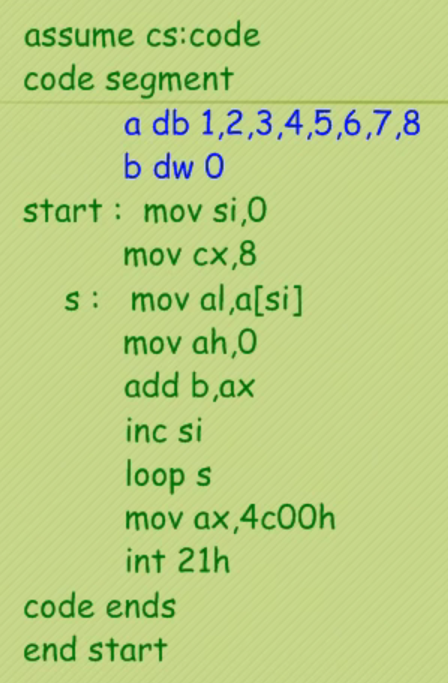 assume cs:code
code segment
a db 1,2,3,4,5,6,7,8
b dw 0
start : mov si,0
mov cx,8
s : mov al,a[si]
mov ah,0
add b,ax
inc si
loop s
mov ax,4c00h
int 21h
code ends
end start